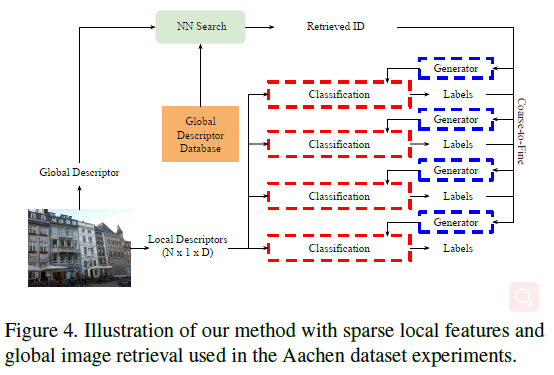 NN Search
Retrieved ID
Generator
Classification
Labels
Global
Descriptor
Database
Generator
Classification
Labels
Coarse-to-Fine
Global Descriptor
Generator
Classification
Labels
Local Descriptors
(N x 1 x D)
Generator
Classification
Labels
Figure 4. Illustration of our method with sparse local features and
global image retrieval used in the Aachen dataset experiments.